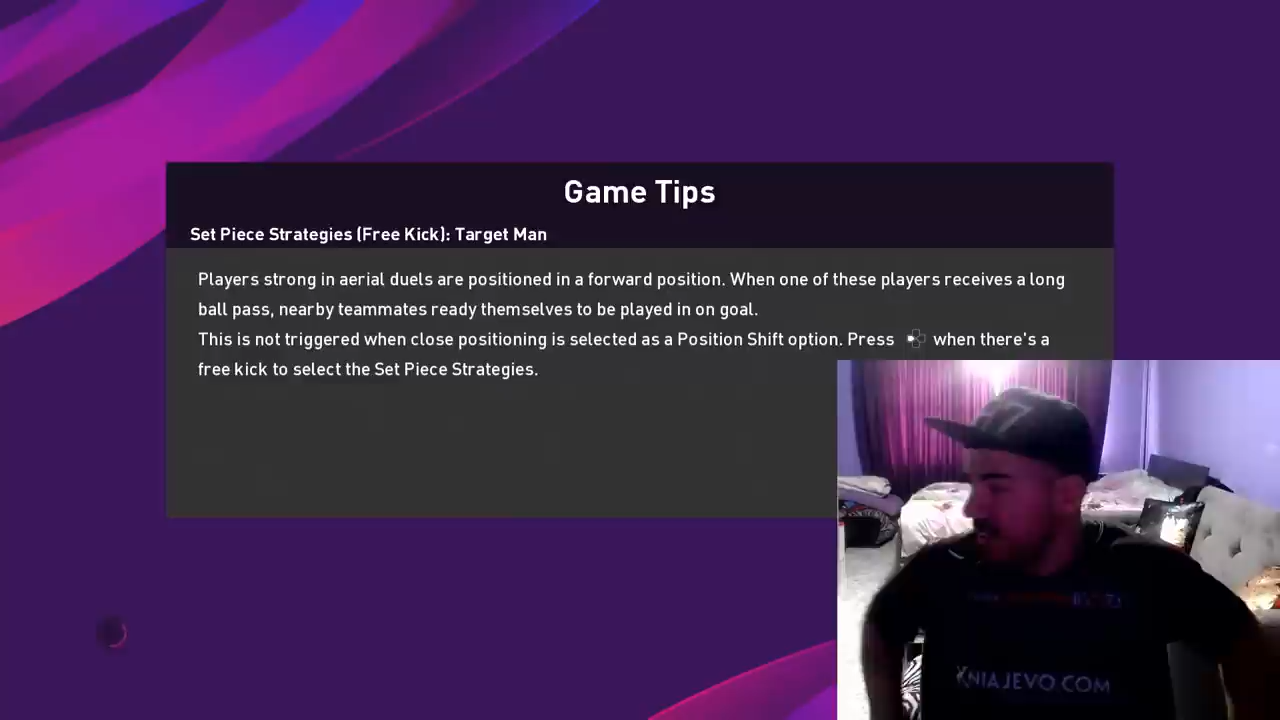 Game Tips
Set Piece Strategies (Free Kick): Target Man
Players strong in aerial duels are positioned in a forward position. When one of these players receives a long
ball pass, nearby teammates ready themselves to be played in on goal.
This is not triggered when close positioning is selected as a Position Shift option. Press when there's a
free kick to select the Set Piece Strategies.
KNIAJEVO.COM